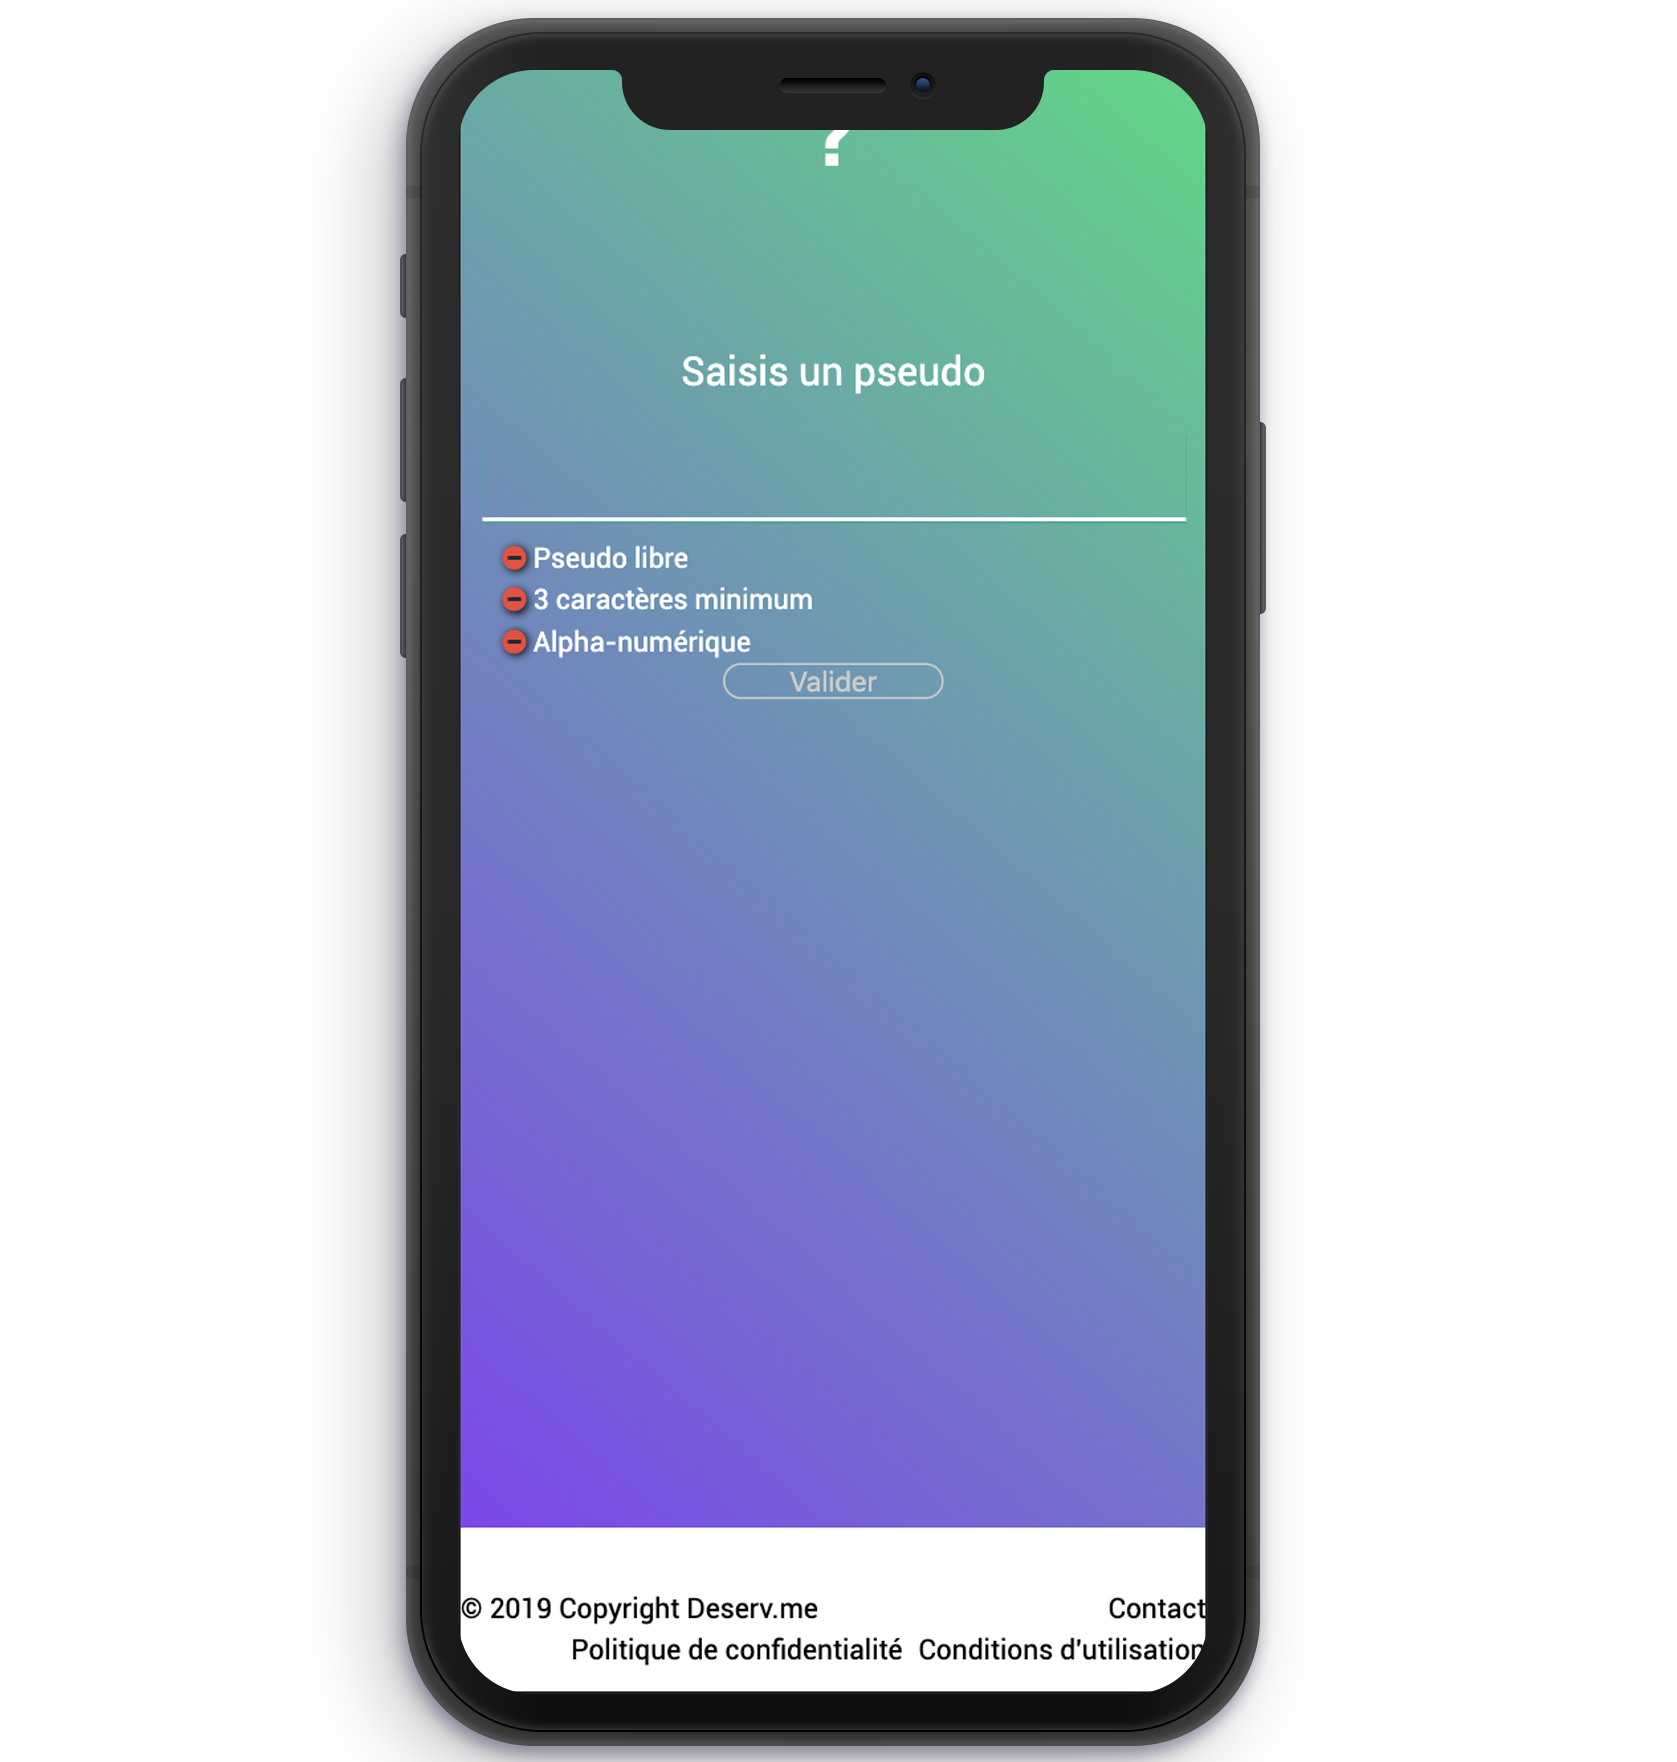 ?
Saisis un pseudo
Pseudo libre
3 caractères minimum
Alpha-numérique
Valider
© 2019 Copyright Deserv.me Contact
Politique de confidentialité Conditions d'utilisation